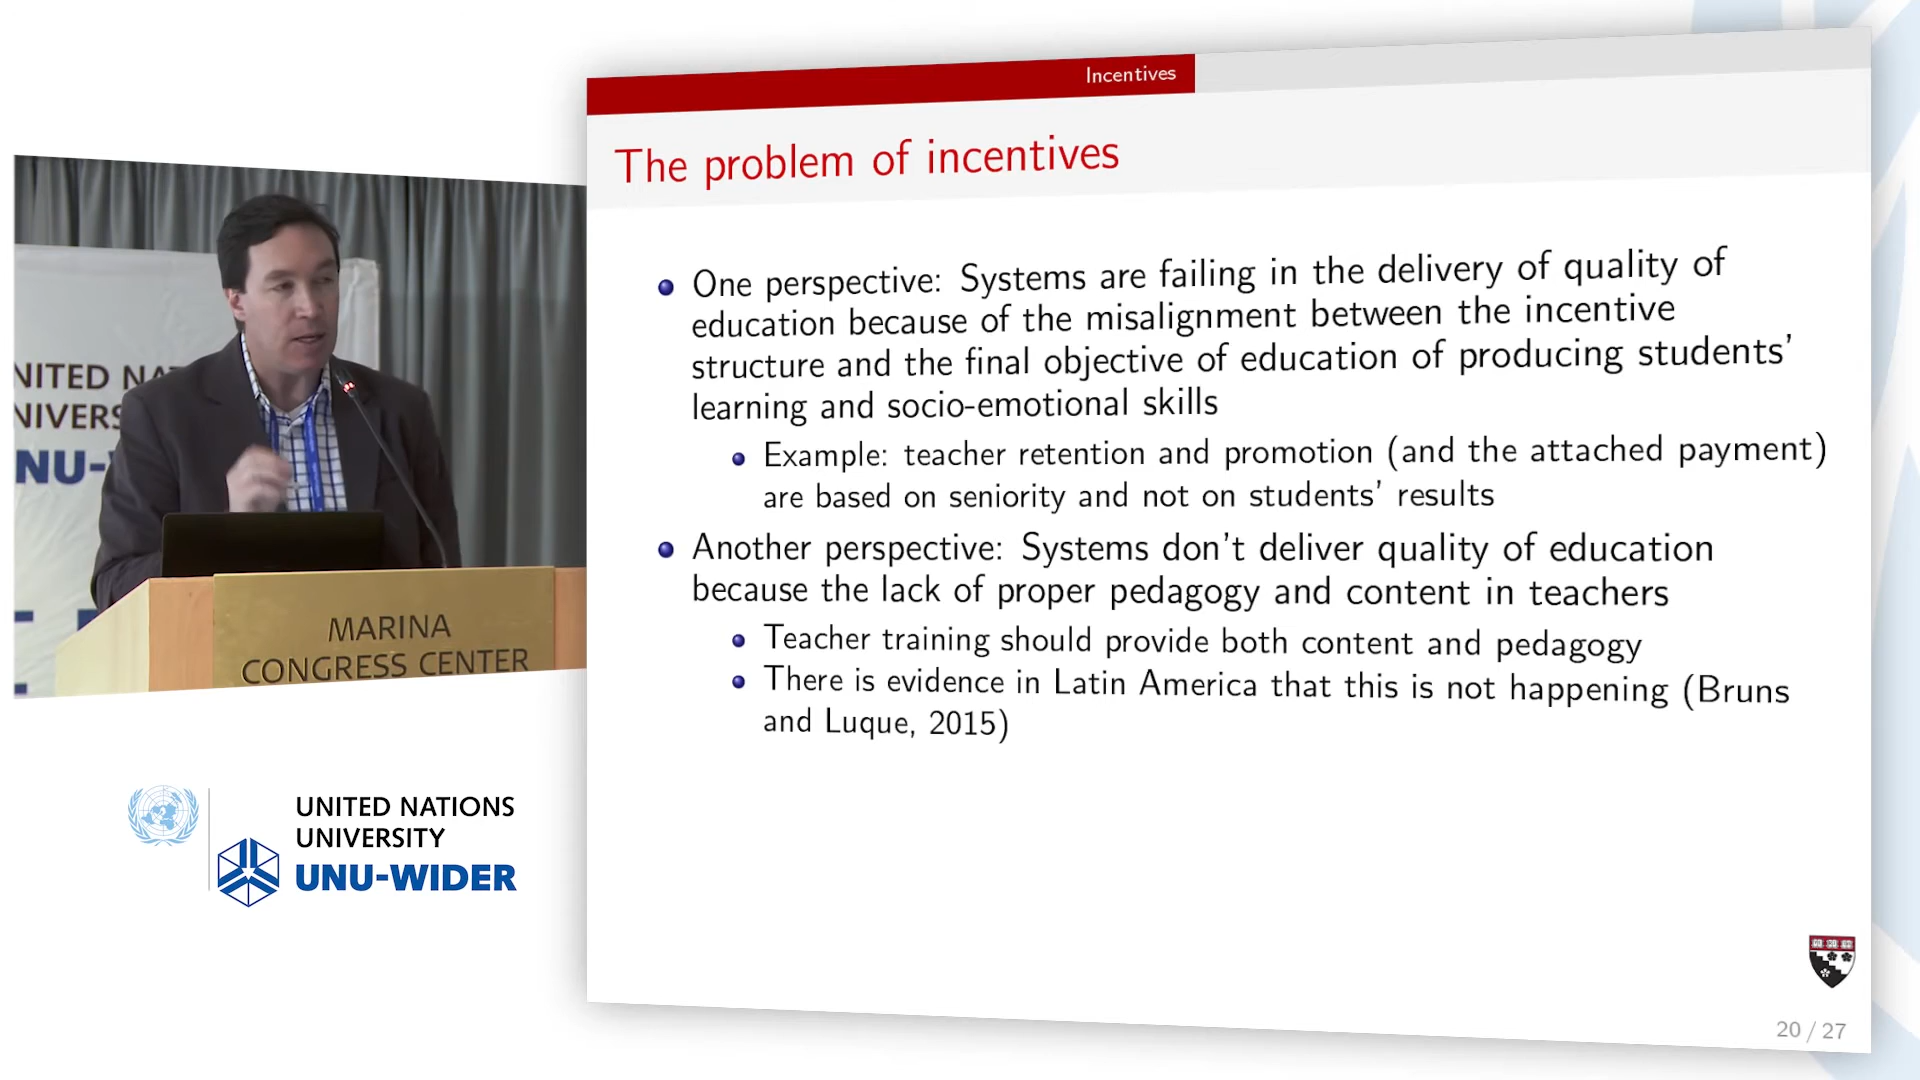 Incentives
The problem of incentives
One perspective: Systems are failing in the delivery of quality of
education because of the misalignment between the incentive
structure and the final objective of education of producing students'
learning and socio-emotional skills
Example: teacher retention and promotion (and the attached payment)
are based on seniority and not on students' results
Another perspective: Systems don't deliver quality of education
because the lack of proper pedagogy and content in teachers
Teacher training should provide both content and pedagogy
There is evidence in Latin America that this is not happening (Bruns
and Luque, 2015)
20 / 27
NITED NA
NIVERS
NU-
MARINA
CONGRESS CENTER
UNITED NATIONS
UNIVERSITY
UNU-WIDER